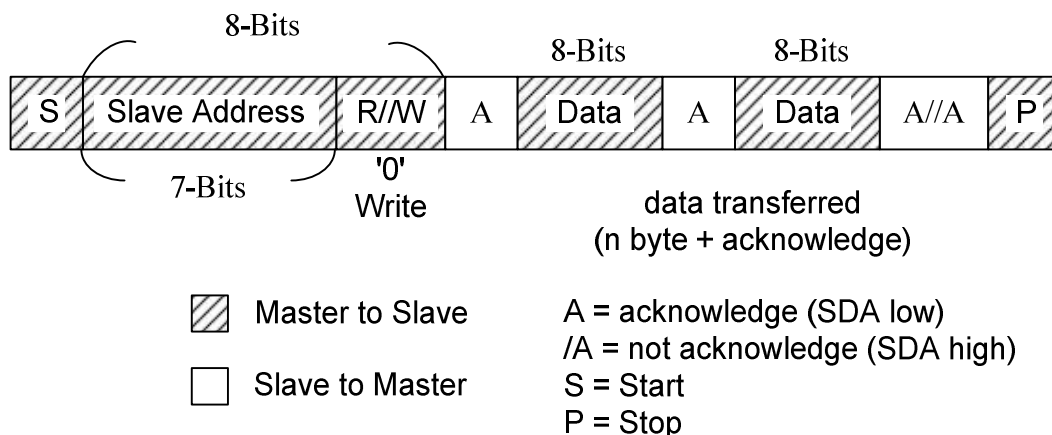 8-Bits
8-Bits 8-Bits
S Slave Address R//W A Data A Data A//A P
7-Bits
'0'
Write
data transferred
(n byte + acknowledge)
Master to Slave
Slave to Master
A = acknowledge (SDA low)
/A = not acknowledge (SDA high)
S = Start
P = Stop